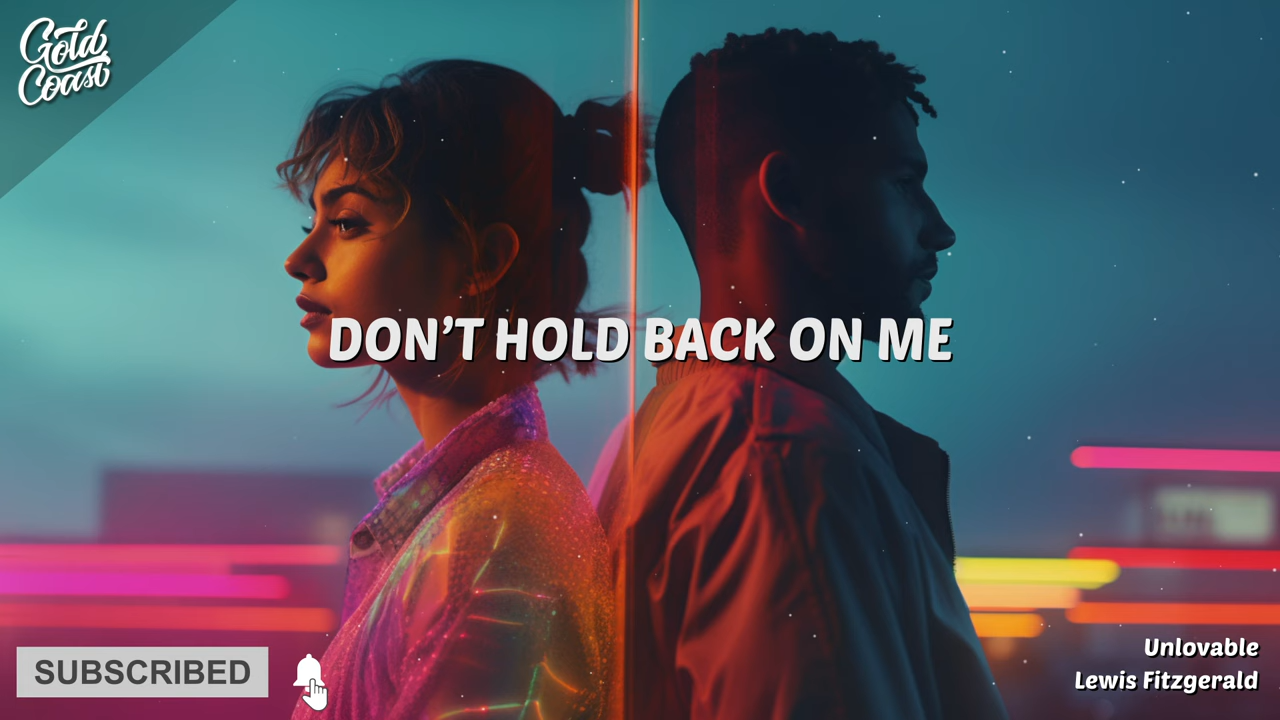 Gold
Coast
DON'T HOLD BACK ON ME
SUBSCRIBED
Unlovable
Lewis Fitzgerald